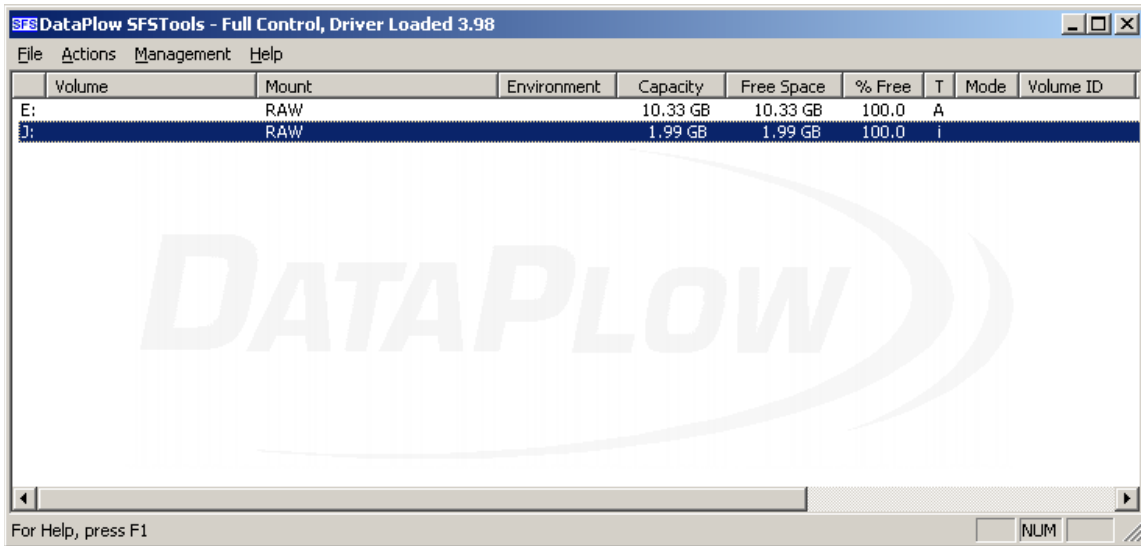 SFS DataPlow SFSTools - Full Control, Driver Loaded 3.98
File Actions Management Help
Volume Mount Environment Capacity Free Space % Free T Mode Volume ID
E: RAW 10.33 GB 10.33 GB 100.0 A
J: RAW 1.99 GB 1.99 GB 100.0 i
DATAPLOW
For Help, press F1 NUM